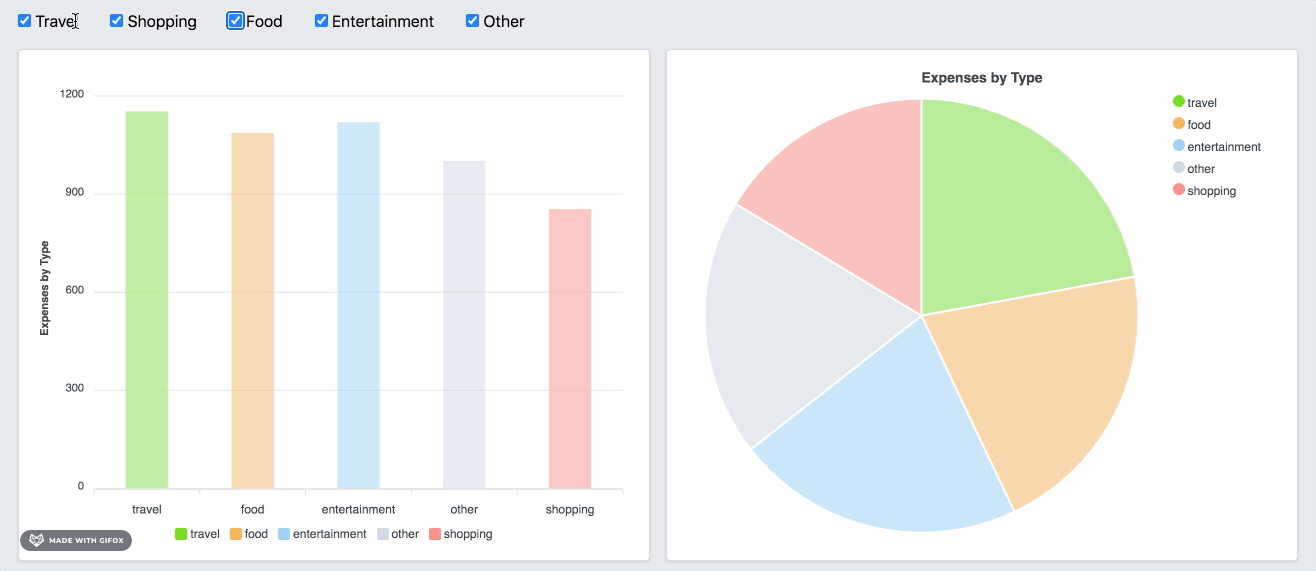 Travel Shopping Food Entertainment Other
Expenses by Type
1200
900
600
300
0
travel food entertainment other shopping
travel food entertainment other shopping
MADE WITH GIFOX
Expenses by Type
travel
food
entertainment
other
shopping